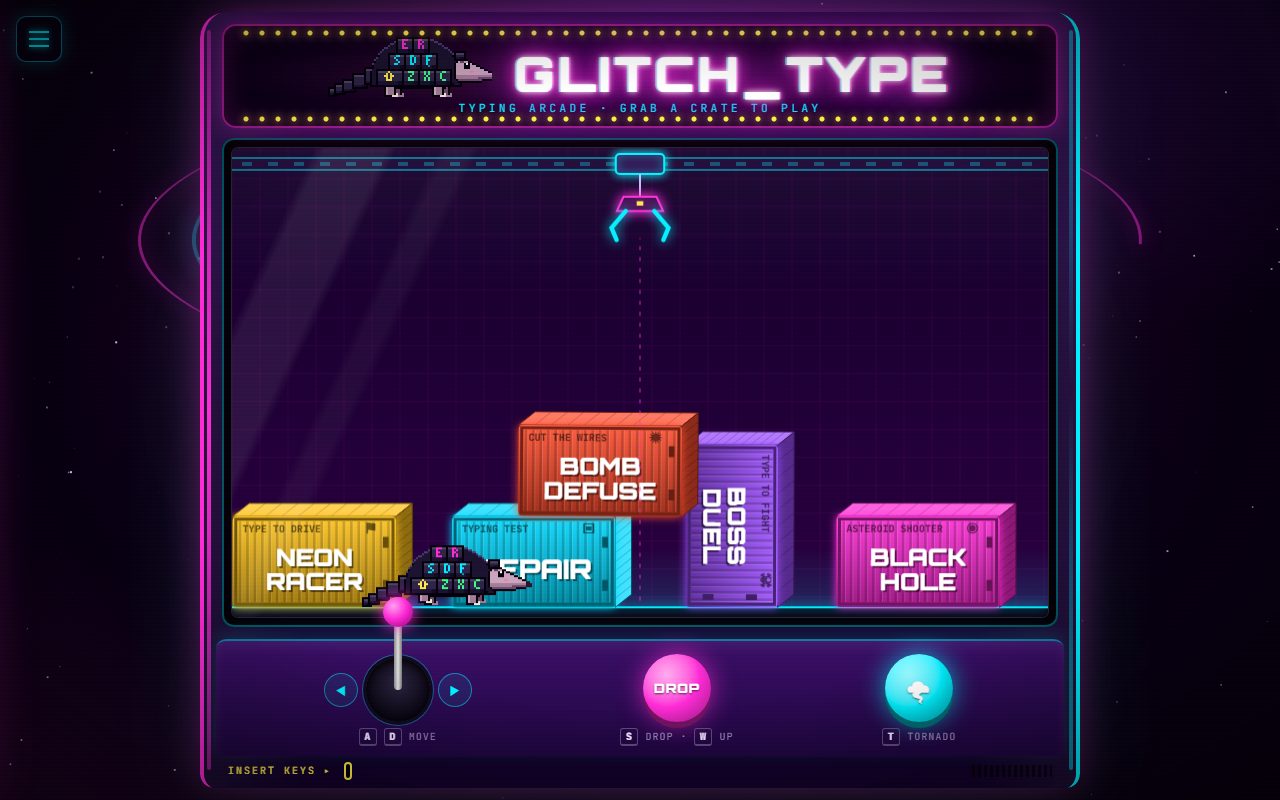 E R
S D F
⇧ Z X C
GLITCH_TYPE
TYPING ARCADE · GRAB A CRATE TO PLAY
CUT THE WIRES
BOMB
DEFUSE
TYPE TO FIGHT
BOSS
DUEL
TYPE TO DRIVE
NEON
RACER
TYPING TEST
EPAIR
ASTEROID SHOOTER
BLACK
HOLE
E R
S D F
⇧ Z X C
DROP
A D MOVE
S DROP · W UP
T TORNADO
INSERT KEYS ▸